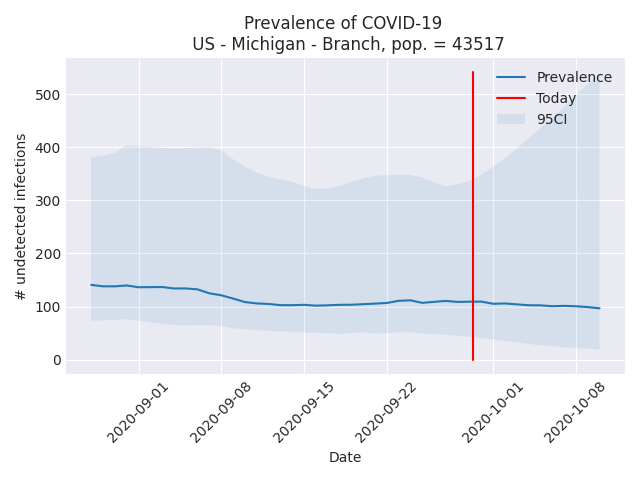 Prevalence of COVID-19
US - Michigan - Branch, pop. = 43517
Prevalence
Today
95CI
# undetected infections
500
400
300
200
100
0
2020-09-01
2020-09-08
2020-09-15
2020-09-22
2020-10-01
2020-10-08
Date